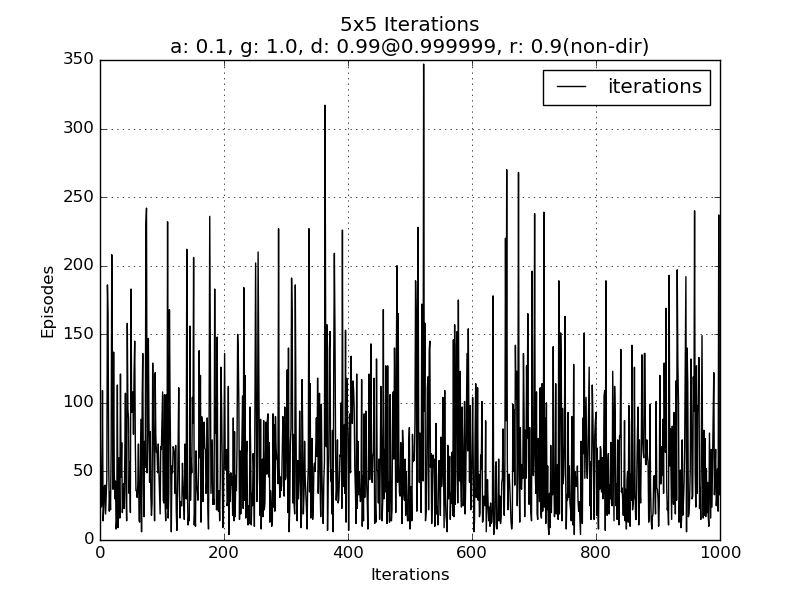 5x5 Iterations
a: 0.1, g: 1.0, d: 0.99@0.999999, r: 0.9(non-dir)
iterations
Episodes
350
300
250
200
150
100
50
0
0 200 400 600 800 1000
Iterations